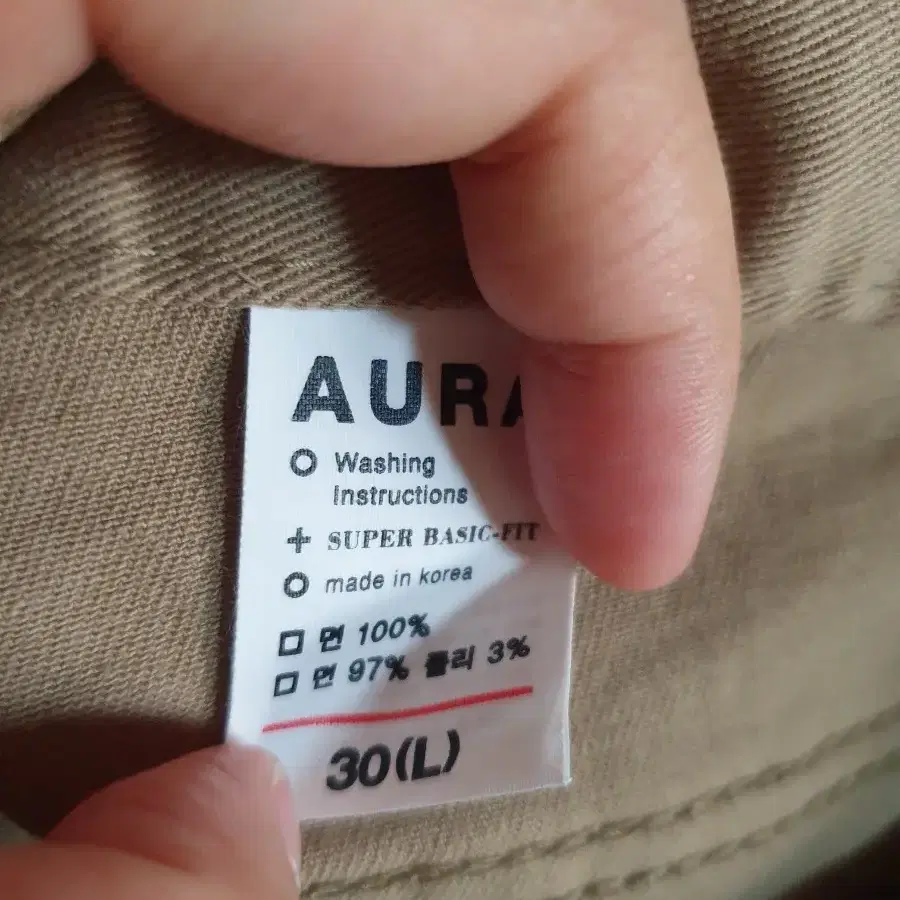 AURA
Washing
Instructions
SUPER BASIC-FIT
made in korea
면 100%
면 97% 폴리 3%
30(L)